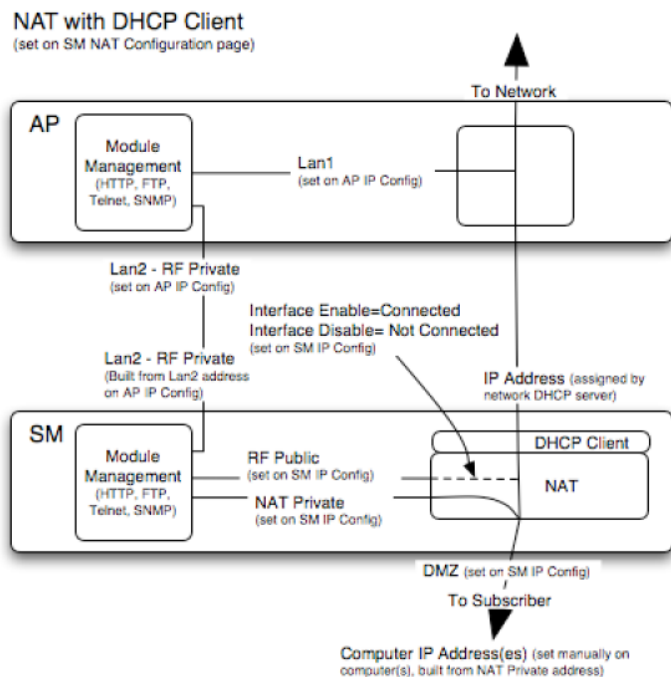 NAT with DHCP Client
(set on SM NAT Configuration page)
To Network
AP
Module
Management
(HTTP, FTP,
Telnet, SNMP)
Lan1
(set on AP IP Config)
Lan2 - RF Private
(set on AP IP Config)
Interface Enable=Connected
Interface Disable= Not Connected
(set on SM IP Config)
Lan2 - RF Private
(Built from Lan2 address
on AP IP Config)
IP Address (assigned by
network DHCP server)
SM
Module
Management
(HTTP, FTP,
Telnet, SNMP)
RF Public
(set on SM IP Config)
NAT Private
(set on SM IP Config)
DHCP Client
NAT
DMZ (set on SM IP Config)
To Subscriber
Computer IP Address(es) (set manually on
computer(s), built from NAT Private address)